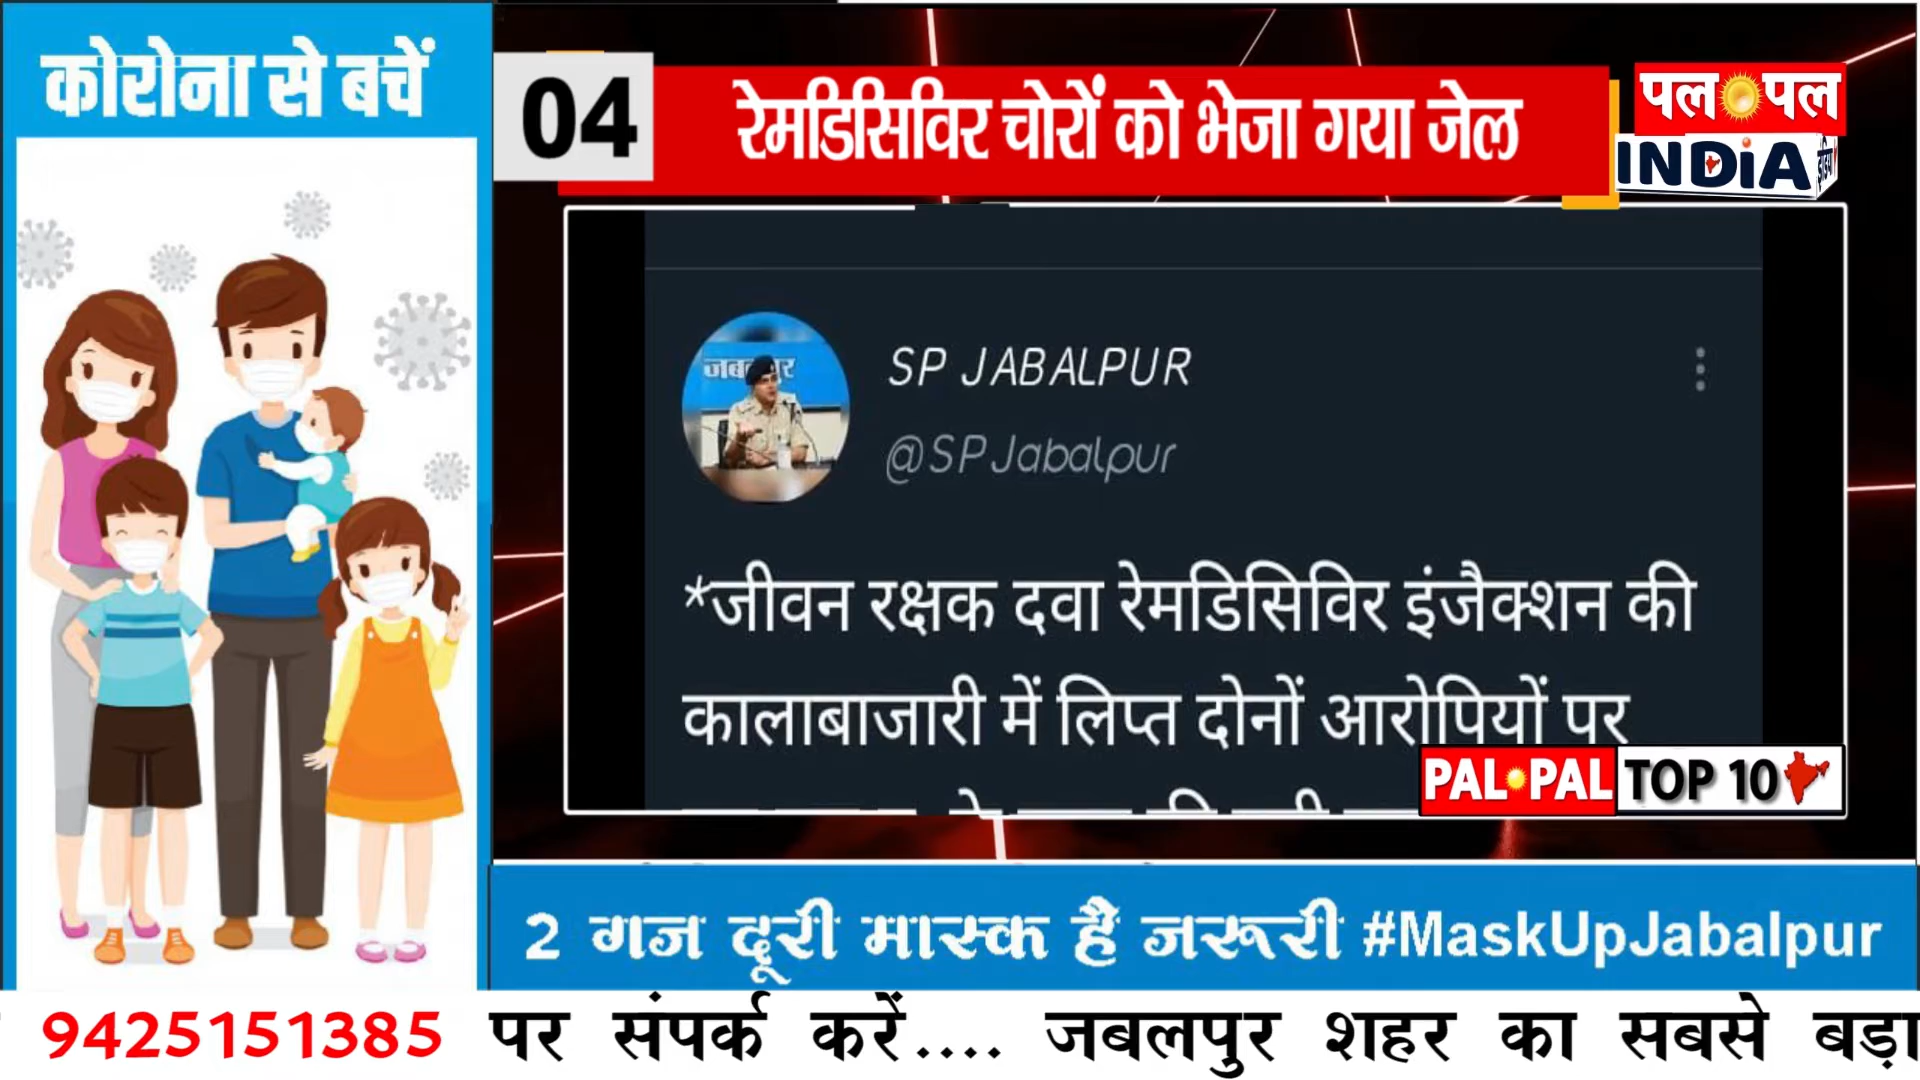 कोरोना से बचें
04
रेमडिसिविर चोरों को भेजा गया जेल
पल पल
INDiA
इंडिया
SP JABALPUR
@SPJabalpur
*जीवन रक्षक दवा रेमडिसिविर इंजैक्शन की
कालाबाजारी में लिप्त दोनों आरोपियों पर
PAL PAL TOP 10
2 गज दूरी मास्क है जरूरी #MaskUpJabalpur
9425151385 पर संपर्क करें.... जबलपुर शहर का सबसे बड़ा